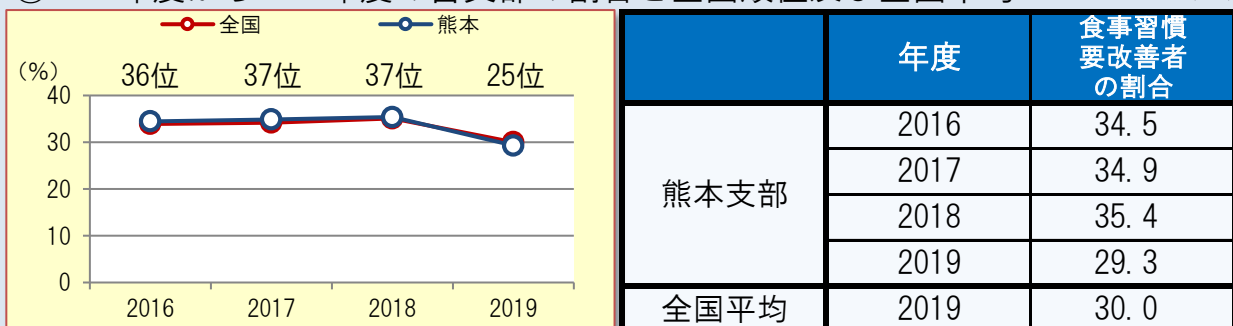 全国 熊本
(%) 36位 37位 37位 25位
40
30
20
10
0
2016 2017 2018 2019
年度 食事習慣
要改善者
の割合
熊本支部
2016 34.5
2017 34.9
2018 35.4
2019 29.3
全国平均 2019 30.0